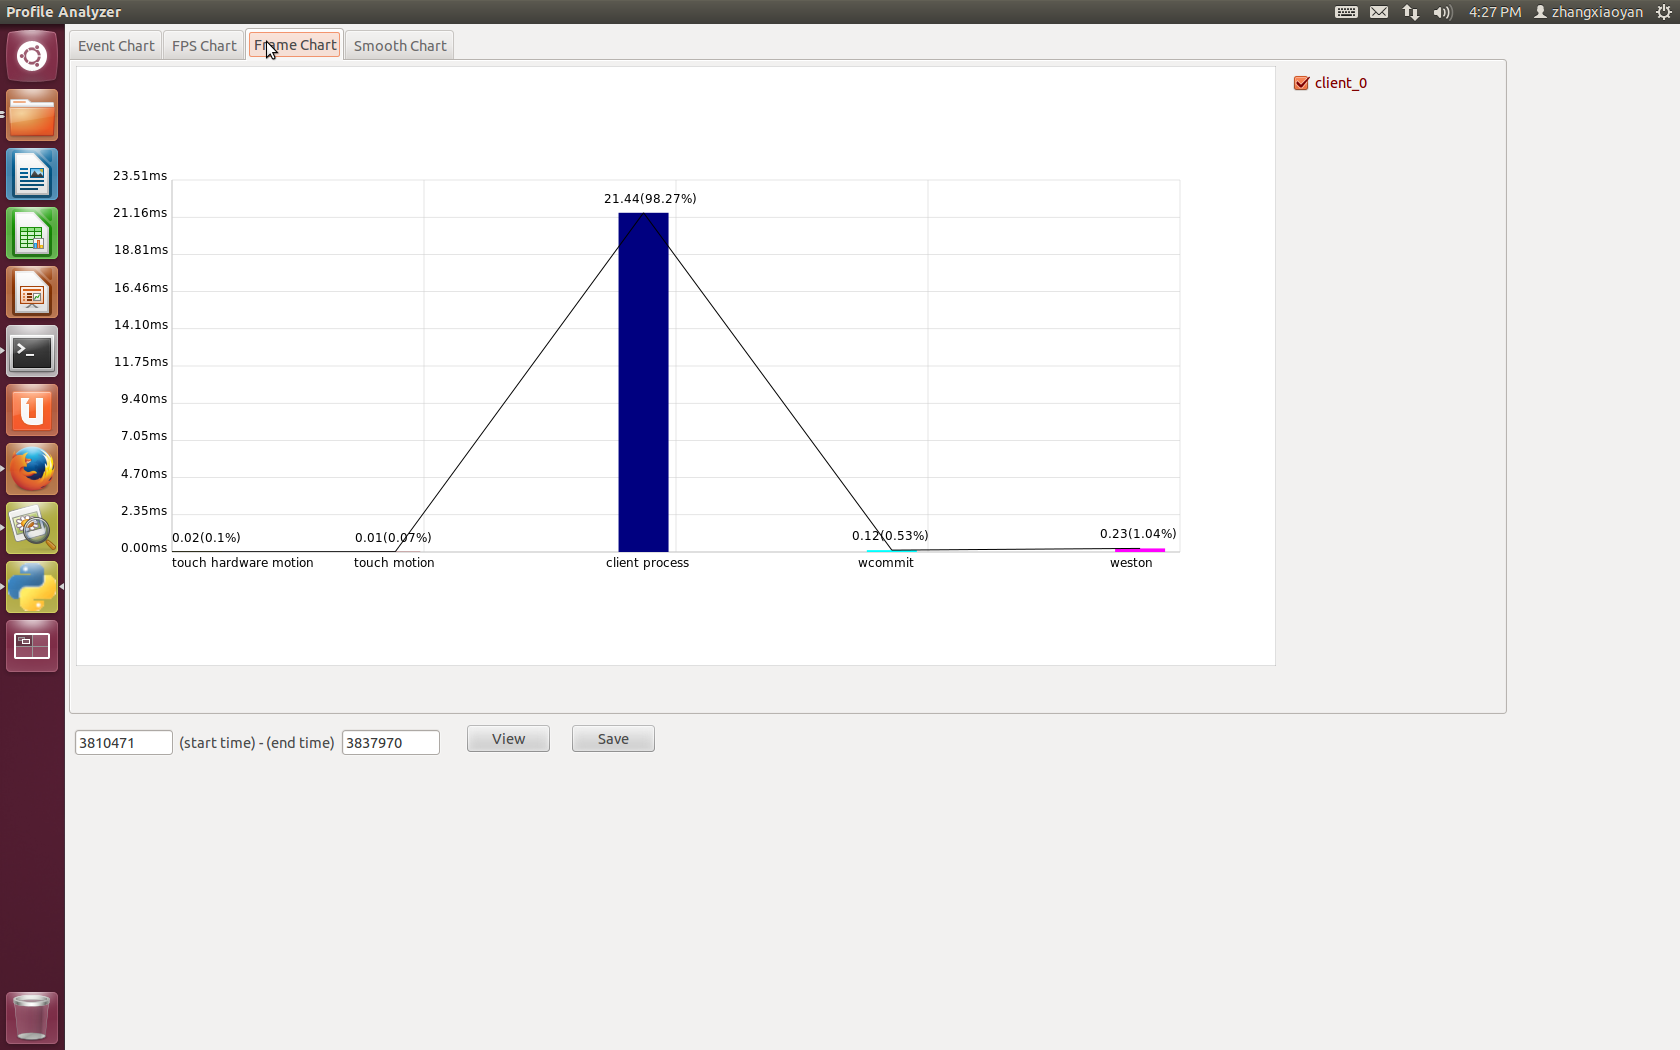 Profile Analyzer
4:27 PM zhangxiaoyan
Event Chart FPS Chart Frame Chart Smooth Chart
client_0
23.51ms
21.44(98.27%)
21.16ms
18.81ms
16.46ms
14.10ms
11.75ms
9.40ms
7.05ms
4.70ms
2.35ms
0.02(0.1%) 0.01(0.07%) 0.12(0.53%) 0.23(1.04%)
0.00ms
touch hardware motion touch motion client process wcommit weston
3810471 (start time) - (end time) 3837970 View Save